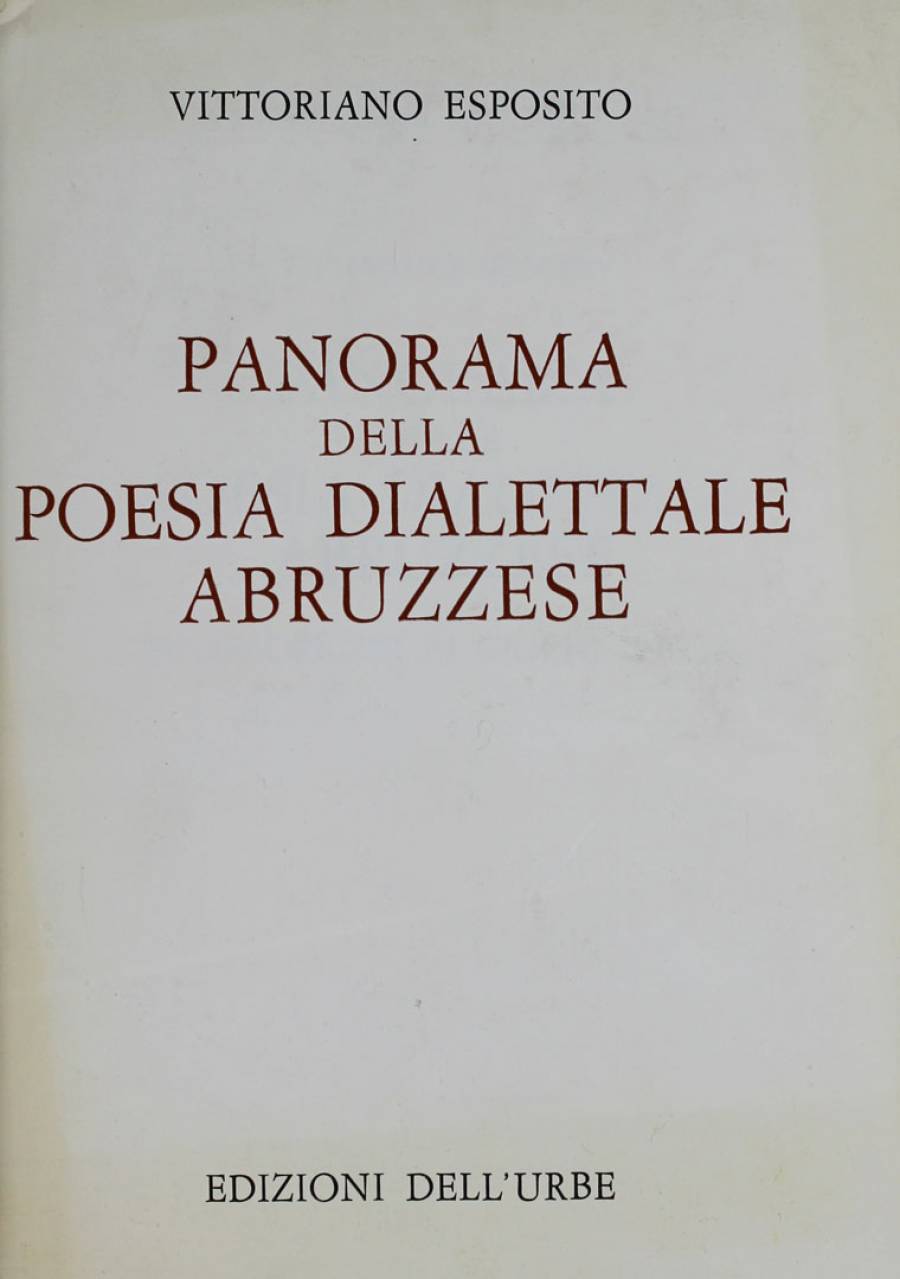 VITTORIANO ESPOSITO
PANORAMA
DELLA
POESIA DIALETTALE
ABRUZZESE
EDIZIONI DELL'URBE